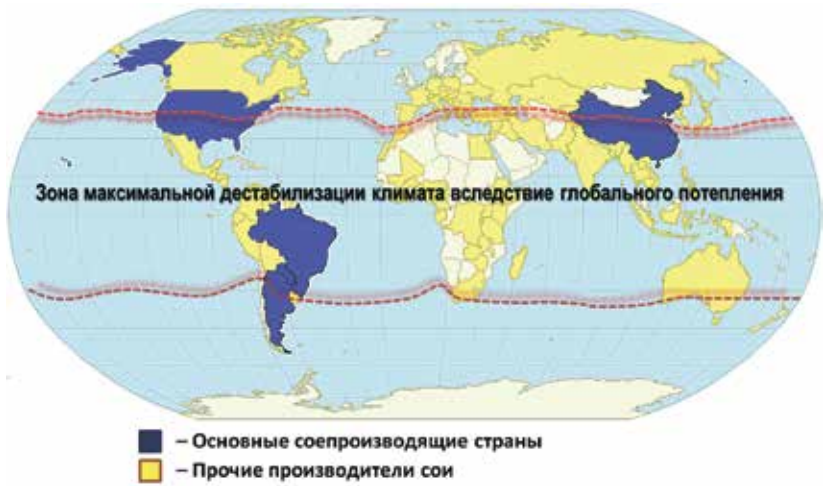 Зона максимальной дестабилизации климата вследствие глобального потепления
– Основные соепроизводящие страны
– Прочие производители сои